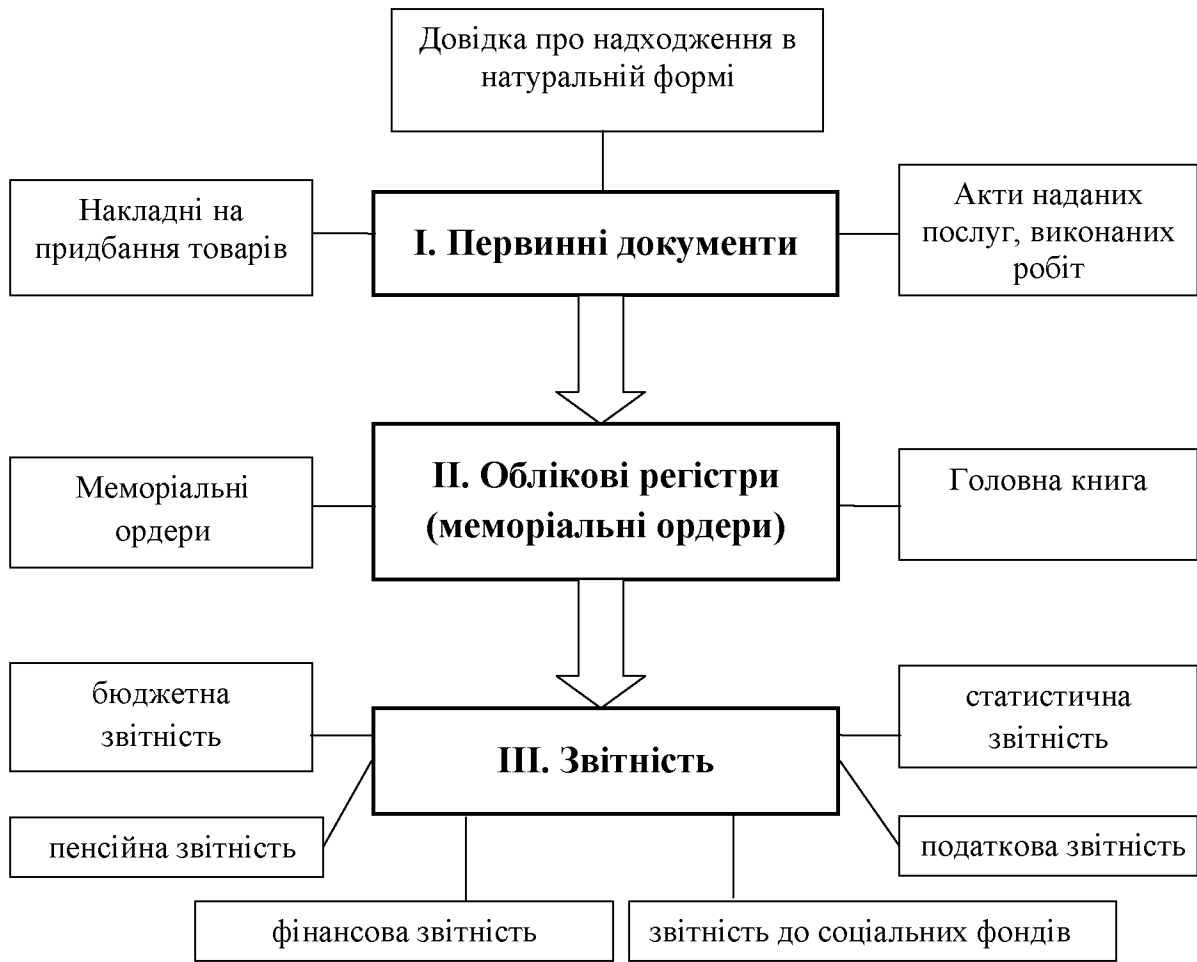 Довідка про надходження в
натуральній формі
Накладні на
придбання товарів
І. Первинні документи
Акти наданих
послуг, виконаних
робіт
Меморіальні
ордери
ІІ. Облікові регістри
(меморіальні ордери)
Головна книга
бюджетна
звітність
ІІІ. Звітність
статистична
звітність
пенсійна звітність
податкова звітність
фінансова звітність
звітність до соціальних фондів